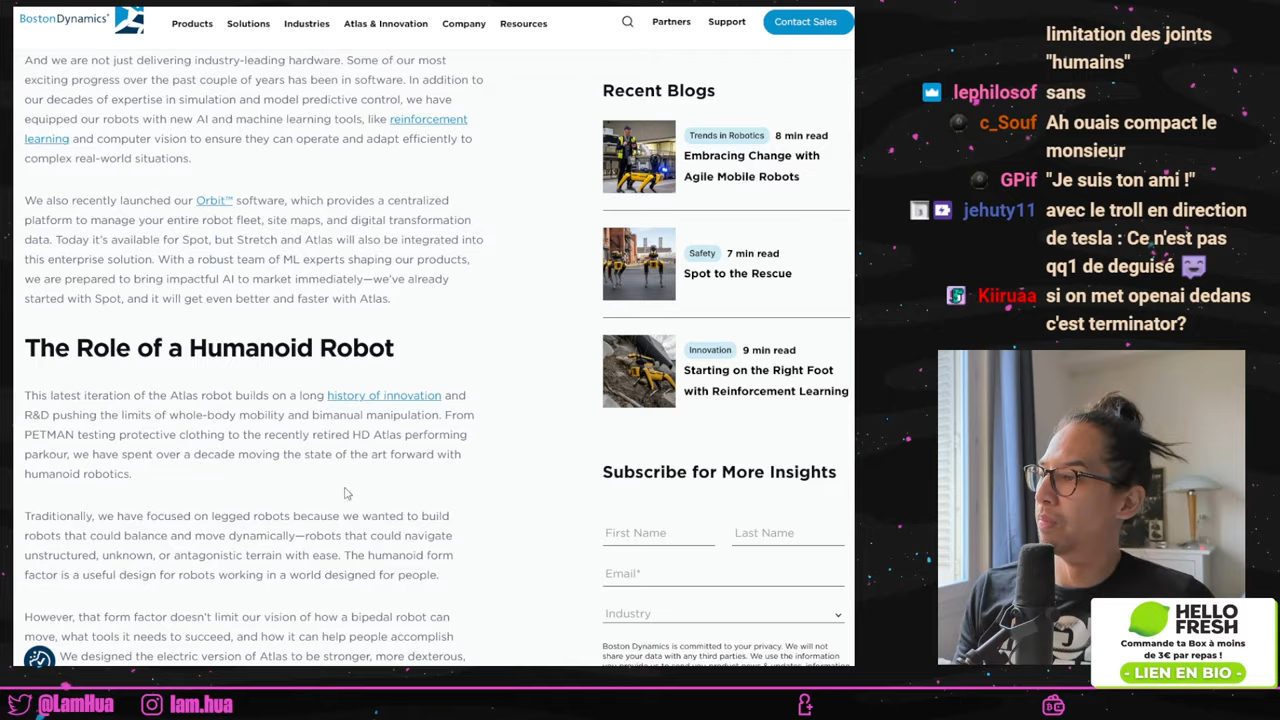 BostonDynamics
Products
Solutions
Industries
Atlas & Innovation
Company
Resources
Partners
Support
Contact Sales
And we are not just delivering industry-leading hardware. Some of our most
exciting progress over the past couple of years has been in software. In addition to
our decades of expertise in simulation and model predictive control, we have
equipped our robots with new AI and machine learning tools, like reinforcement
learning and computer vision to ensure they can operate and adapt efficiently to
complex real-world situations.
We also recently launched our Orbit™ software, which provides a centralized
platform to manage your entire robot fleet, site maps, and digital transformation
data. Today it's available for Spot, but Stretch and Atlas will also be integrated into
this enterprise solution. With a robust team of ML experts shaping our products,
we are prepared to bring impactful AI to market immediately—we've already
started with Spot, and it will get even better and faster with Atlas.
The Role of a Humanoid Robot
This latest iteration of the Atlas robot builds on a long history of innovation and
R&D pushing the limits of whole-body mobility and bimanual manipulation. From
PETMAN testing protective clothing to the recently retired HD Atlas performing
parkour, we have spent over a decade moving the state of the art forward with
humanoid robotics.
Traditionally, we have focused on legged robots because we wanted to build
robots that could balance and move dynamically—robots that could navigate
unstructured, unknown, or antagonistic terrain with ease. The humanoid form
factor is a useful design for robots working in a world designed for people.
However, that form factor doesn't limit our vision of how a bipedal robot can
move, what tools it needs to succeed, and how it can help people accomplish
We designed the electric version of Atlas to be stronger, more dexterous,
Recent Blogs
Trends in Robotics 8 min read
Embracing Change with
Agile Mobile Robots
Safety 7 min read
Spot to the Rescue
Innovation 9 min read
Starting on the Right Foot
with Reinforcement Learning
Subscribe for More Insights
First Name
Last Name
Email*
Industry
Boston Dynamics is committed to your privacy. We will not
share your data with any third parties. We use the information
limitation des joints
"humains"
lephilosof sans
c_Souf Ah ouais compact le
monsieur
GPif "Je suis ton ami !"
jehuty11 avec le troll en direction
de tesla : Ce n'est pas
qq1 de deguisé
Kiiruaa si on met openai dedans
c'est terminator?
HELLO
FRESH
Commande ta Box à moins
de 3€ par repas !
- LIEN EN BIO -
@LamHua
lam.hua